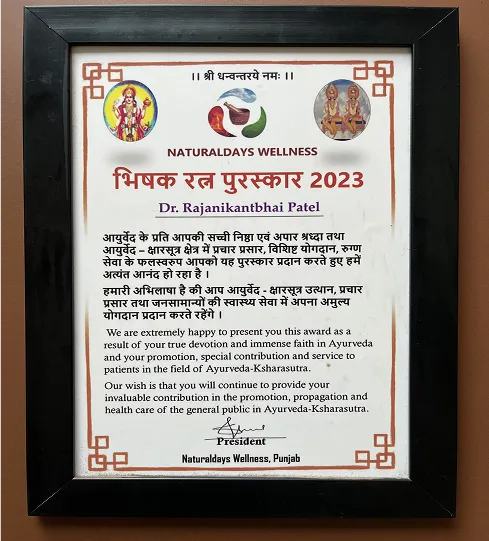 ।। श्री धन्वन्तरये नमः ।।
NATURALDAYS WELLNESS
भिषक रत्न पुरस्कार 2023
Dr. Rajanikantbhai Patel
आयुर्वेद के प्रति आपकी सच्ची निष्ठा एवं अपार श्रध्दा तथा
आयुर्वेद – क्षारसूत्र क्षेत्र में प्रचार प्रसार, विशिष्ट योगदान, रुग्ण
सेवा के फलस्वरुप आपको यह पुरस्कार प्रदान करते हुए हमें
अत्यंत आनंद हो रहा है ।
हमारी अभिलाषा है की आप आयुर्वेद - क्षारसूत्र उत्थान, प्रचार
प्रसार तथा जनसामान्यों की स्वास्थ्य सेवा में अपना अमुल्य
योगदान प्रदान करते रहेंगे ।
We are extremely happy to present you this award as a
result of your true devotion and immense faith in Ayurveda
and your promotion, special contribution and service to
patients in the field of Ayurveda-Ksharasutra.
Our wish is that you will continue to provide your
invaluable contribution in the promotion, propagation and
health care of the general public in Ayurveda-Ksharasutra.
President
Naturaldays Wellness, Punjab